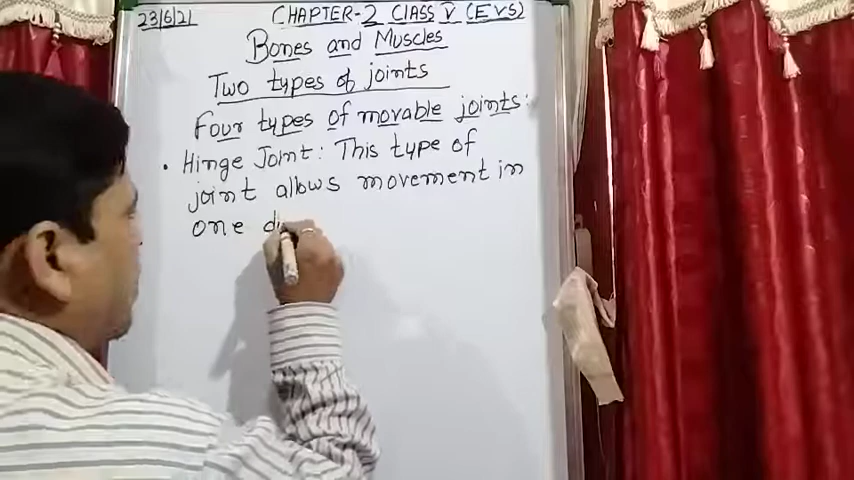 23/6/21 CHAPTER-2 CLASS V (EVS)
Bones and Muscles
Two types of joints
Four types of movable joints:
• Hinge Joint: This type of
joint allows movement in
one di